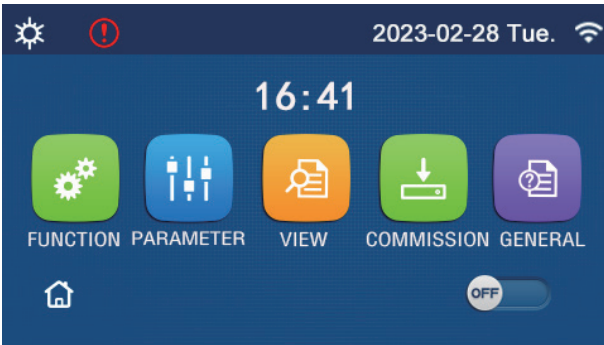 2023-02-28 Tue.
16:41
FUNCTION PARAMETER VIEW COMMISSION GENERAL
OFF